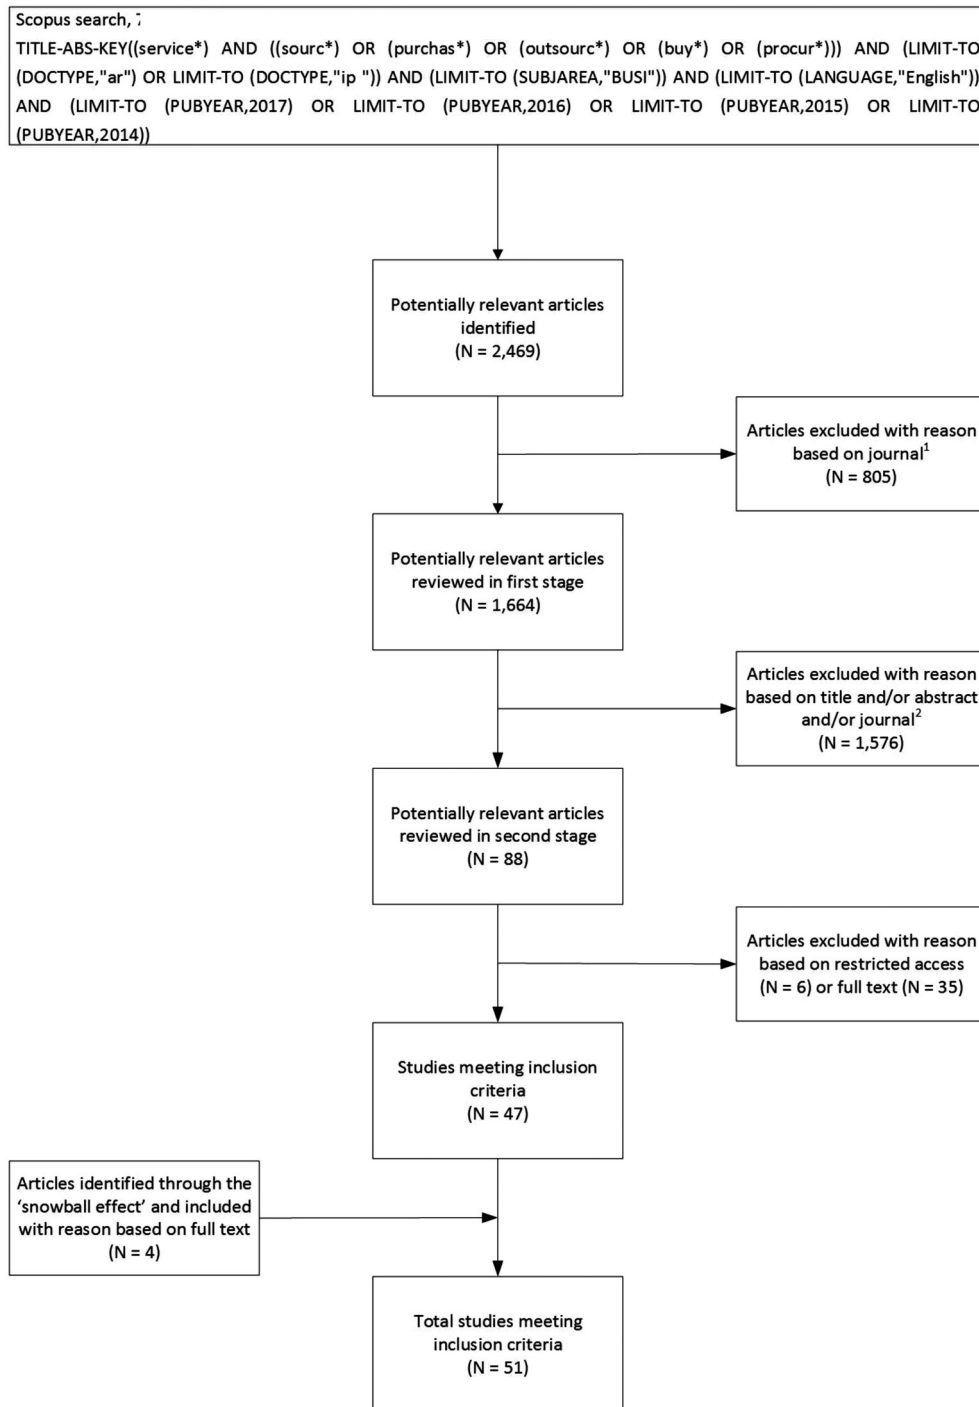 Scopus search,
TITLE-ABS-KEY((service*) AND ((sourc*) OR (purchas*) OR (outsourc*) OR (buy*) OR (procur*))) AND (LIMIT-TO
(DOCTYPE,"ar") OR LIMIT-TO (DOCTYPE,"ip ")) AND (LIMIT-TO (SUBJAREA,"BUSI")) AND (LIMIT-TO (LANGUAGE,"English"))
AND (LIMIT-TO (PUBYEAR,2017) OR LIMIT-TO (PUBYEAR,2016) OR LIMIT-TO (PUBYEAR,2015) OR LIMIT-TO
(PUBYEAR,2014))
Potentially relevant articles
identified
(N = 2,469)
Articles excluded with reason
based on journal1
(N = 805)
Potentially relevant articles
reviewed in first stage
(N = 1,664)
Articles excluded with reason
based on title and/or abstract
and/or journal2
(N = 1,576)
Potentially relevant articles
reviewed in second stage
(N = 88)
Articles excluded with reason
based on restricted access
(N = 6) or full text (N = 35)
Studies meeting inclusion
criteria
(N = 47)
Articles identified through the
‘snowball effect’ and included
with reason based on full text
(N = 4)
Total studies meeting
inclusion criteria
(N = 51)